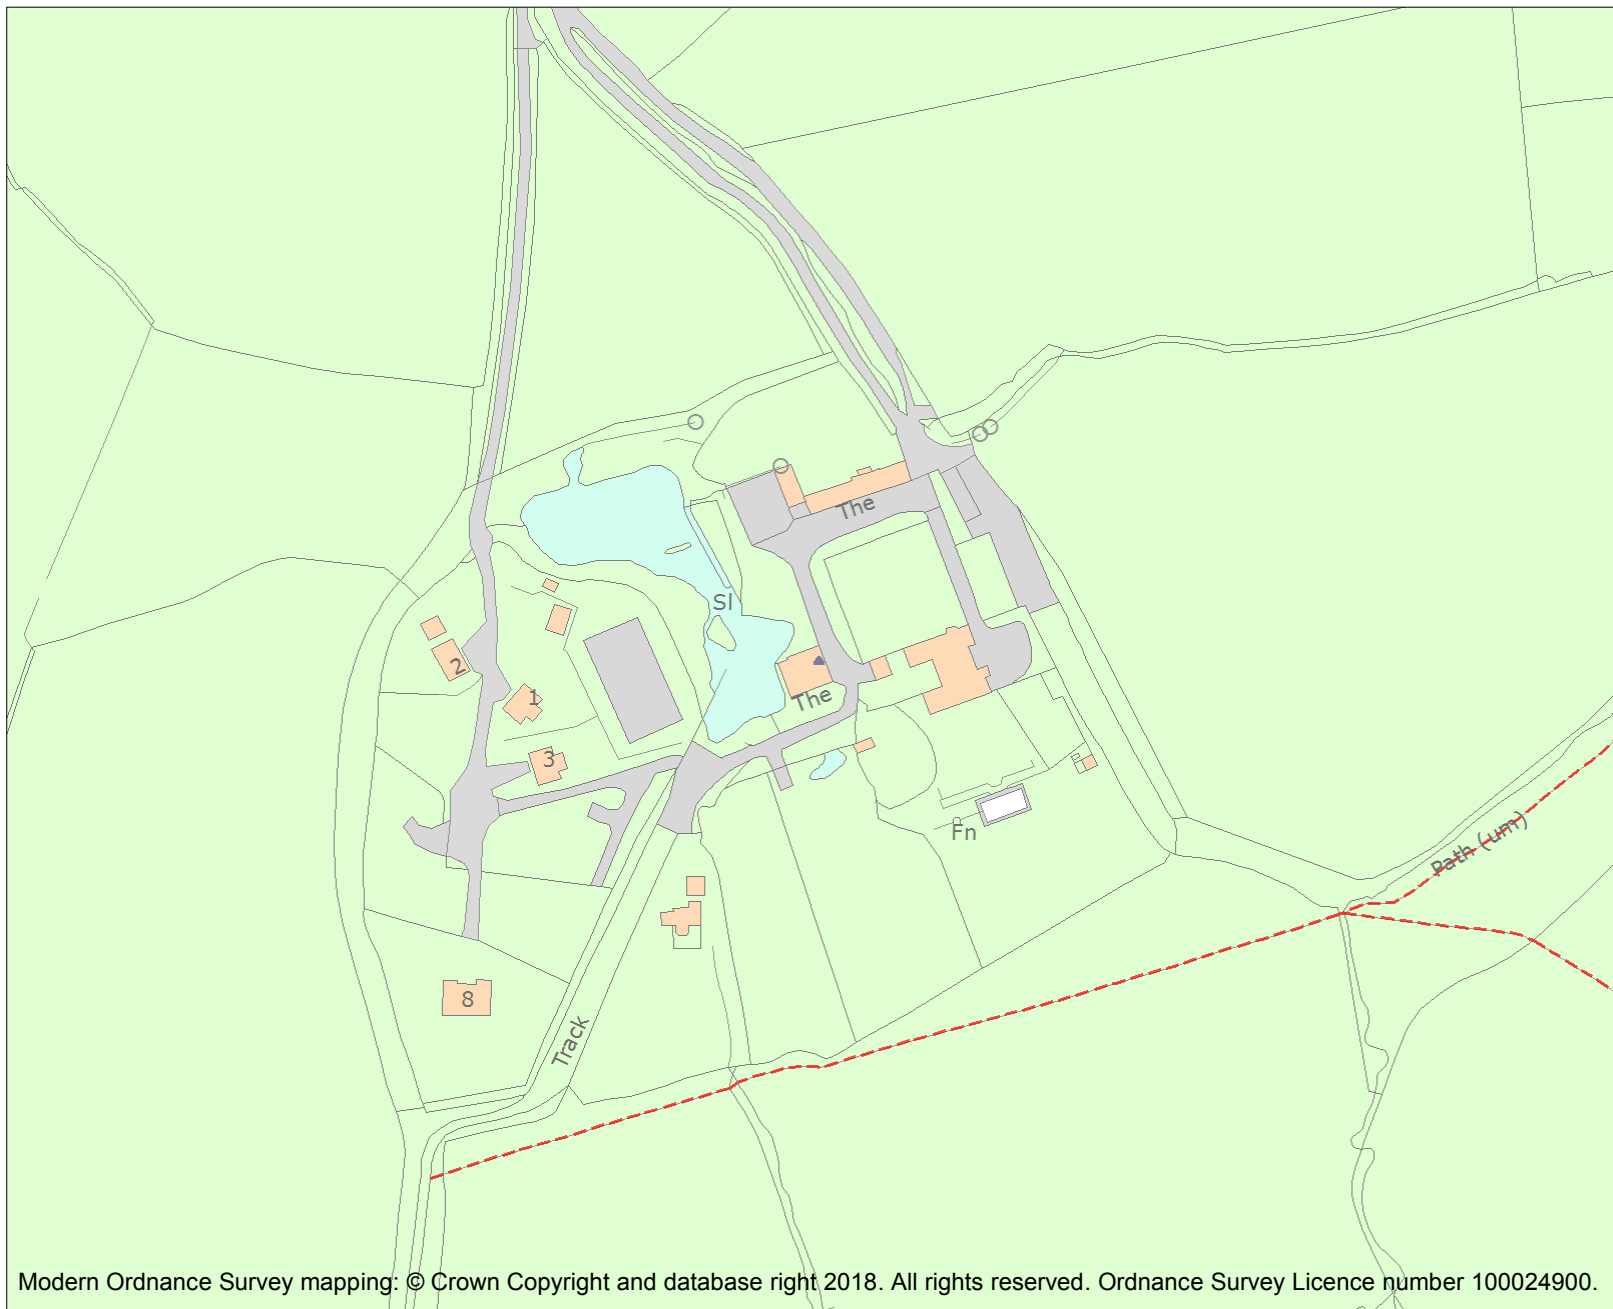 The
Sl
2
1
The
3
Fn
Path (um)
8
Track
Modern Ordnance Survey mapping: © Crown Copyright and database right 2018. All rights reserved. Ordnance Survey Licence number 100024900.